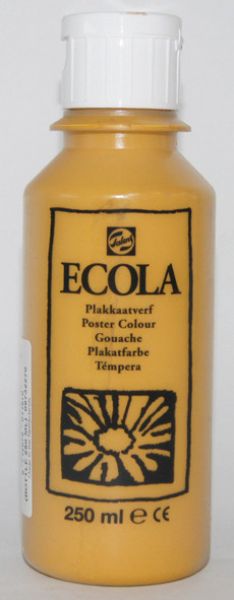 Talens
ECOLA
Plakkaatverf
Poster Colour
Gouache
Plakatfarbe
Témpera
250 ml e CE